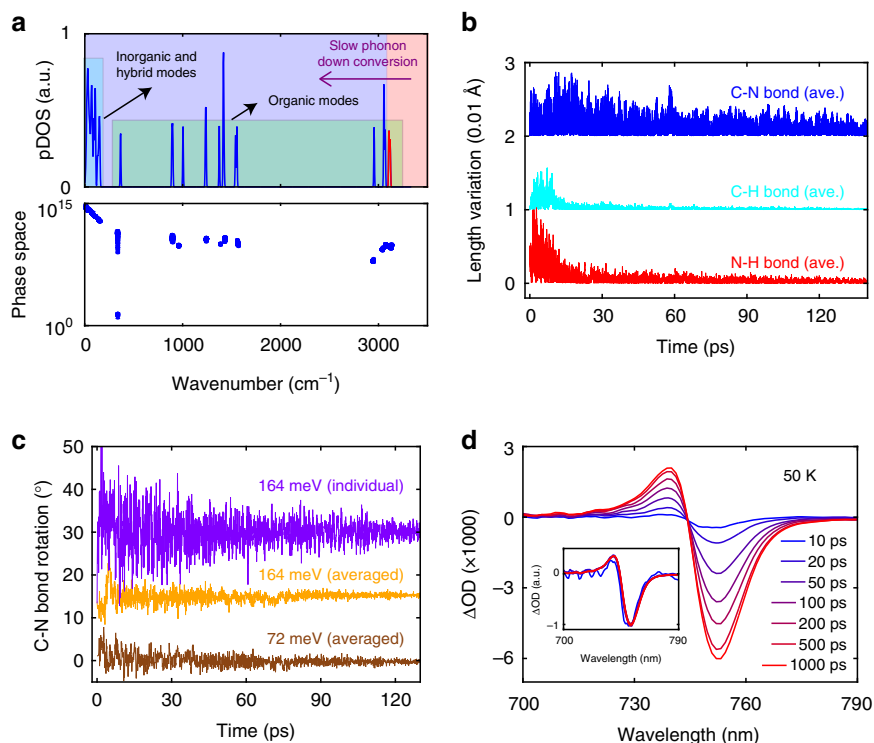 a
1
pDOS (a.u.)
0
Inorganic and
hybrid modes
Slow phonon
down conversion
Organic modes
10^15
Phase space
10^0
0 1000 2000 3000
Wavenumber (cm⁻¹)
b
3
2
1
0
Length variation (0.01 Å)
C-N bond (ave.)
C-H bond (ave.)
N-H bond (ave.)
0 30 60 90 120
Time (ps)
c
50
40
30
20
10
0
C-N bond rotation (°)
164 meV (individual)
164 meV (averaged)
72 meV (averaged)
0 30 60 90 120
Time (ps)
d
3
0
−3
−6
ΔOD (×1000)
50 K
10 ps
20 ps
50 ps
100 ps
200 ps
500 ps
1000 ps
0
−1
ΔOD (a.u.)
700 790
Wavelength (nm)
700 730 760 790
Wavelength (nm)